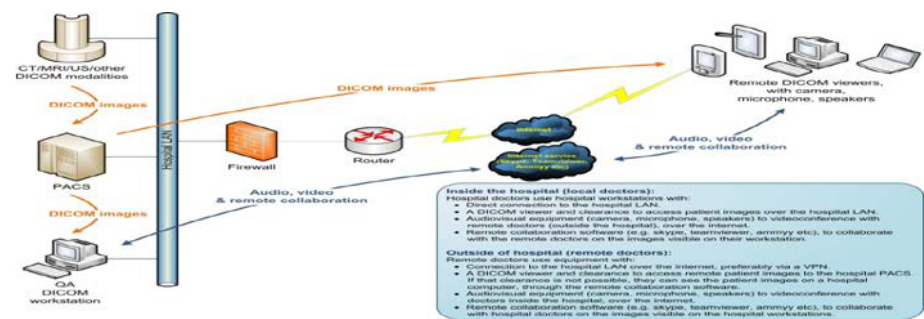 CT/MRI/US/other
DICOM modalities
DICOM images
PACS
DICOM images
QA
DICOM
workstation
Hospital LAN
Firewall
Router
DICOM images
Internet
Internet service
(Skype, Teamviewer,
Ammyy etc)
Audio, video
& remote collaboration
Audio, video
& remote collaboration
Remote DICOM viewers,
with camera,
microphone, speakers
Inside the hospital (local doctors):
Hospital doctors use hospital workstations with:
• Direct connection to the hospital LAN.
• A DICOM viewer and clearance to access patient images over the hospital LAN.
• Audiovisual equipment (camera, microphone, speakers) to videoconference with
remote doctors (outside the hospital), over the internet.
• Remote collaboration software (e.g. skype, teamviewer, ammyy etc), to collaborate
with the remote doctors on the images visible on their workstation.
Outside of hospital (remote doctors):
Remote doctors use equipment with:
• Connection to the hospital LAN over the internet, preferably via a VPN.
• A DICOM viewer and clearance to access remote patient images to the hospital PACS.
If that clearance is not possible, they can see the patient images on a hospital
computer, through the remote collaboration software.
• Audiovisual equipment (camera, microphone, speakers) to videoconference with
doctors inside the hospital, over the internet.
• Remote collaboration software (e.g. skype, teamviewer, ammyy etc), to collaborate
with hospital doctors on the images visible on the hospital workstations.